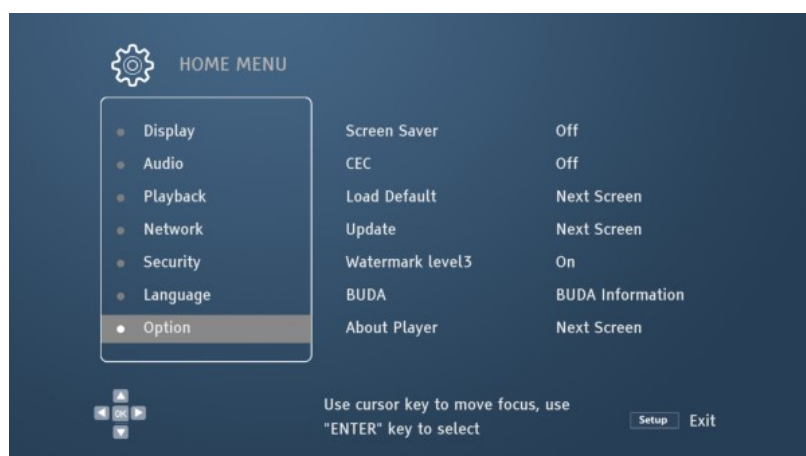 HOME MENU
Display Screen Saver Off
Audio CEC Off
Playback Load Default Next Screen
Network Update Next Screen
Security Watermark level3 On
Language BUDA BUDA Information
Option About Player Next Screen
OK
Use cursor key to move focus, use
"ENTER" key to select
Setup Exit